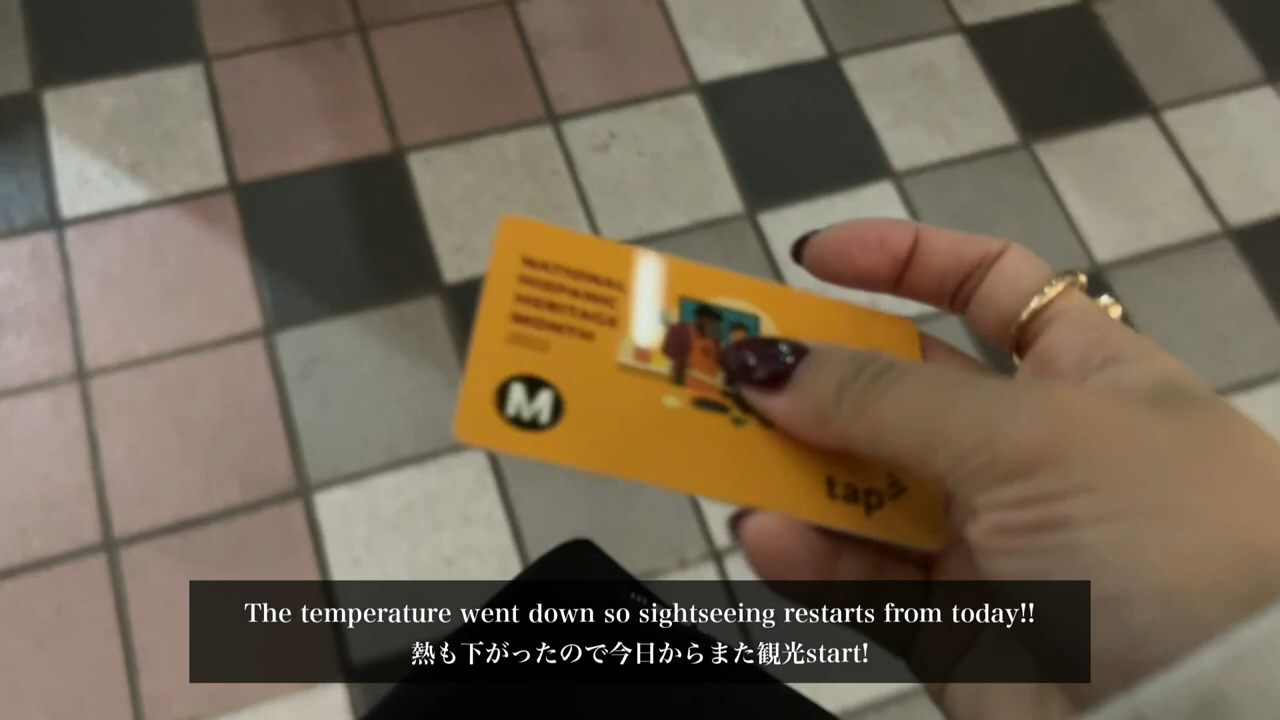 NATIONAL
HISPANIC
HERITAGE
MONTH
M
tap
The temperature went down so sightseeing restarts from today!!
熱も下がったので今日からまた観光start!